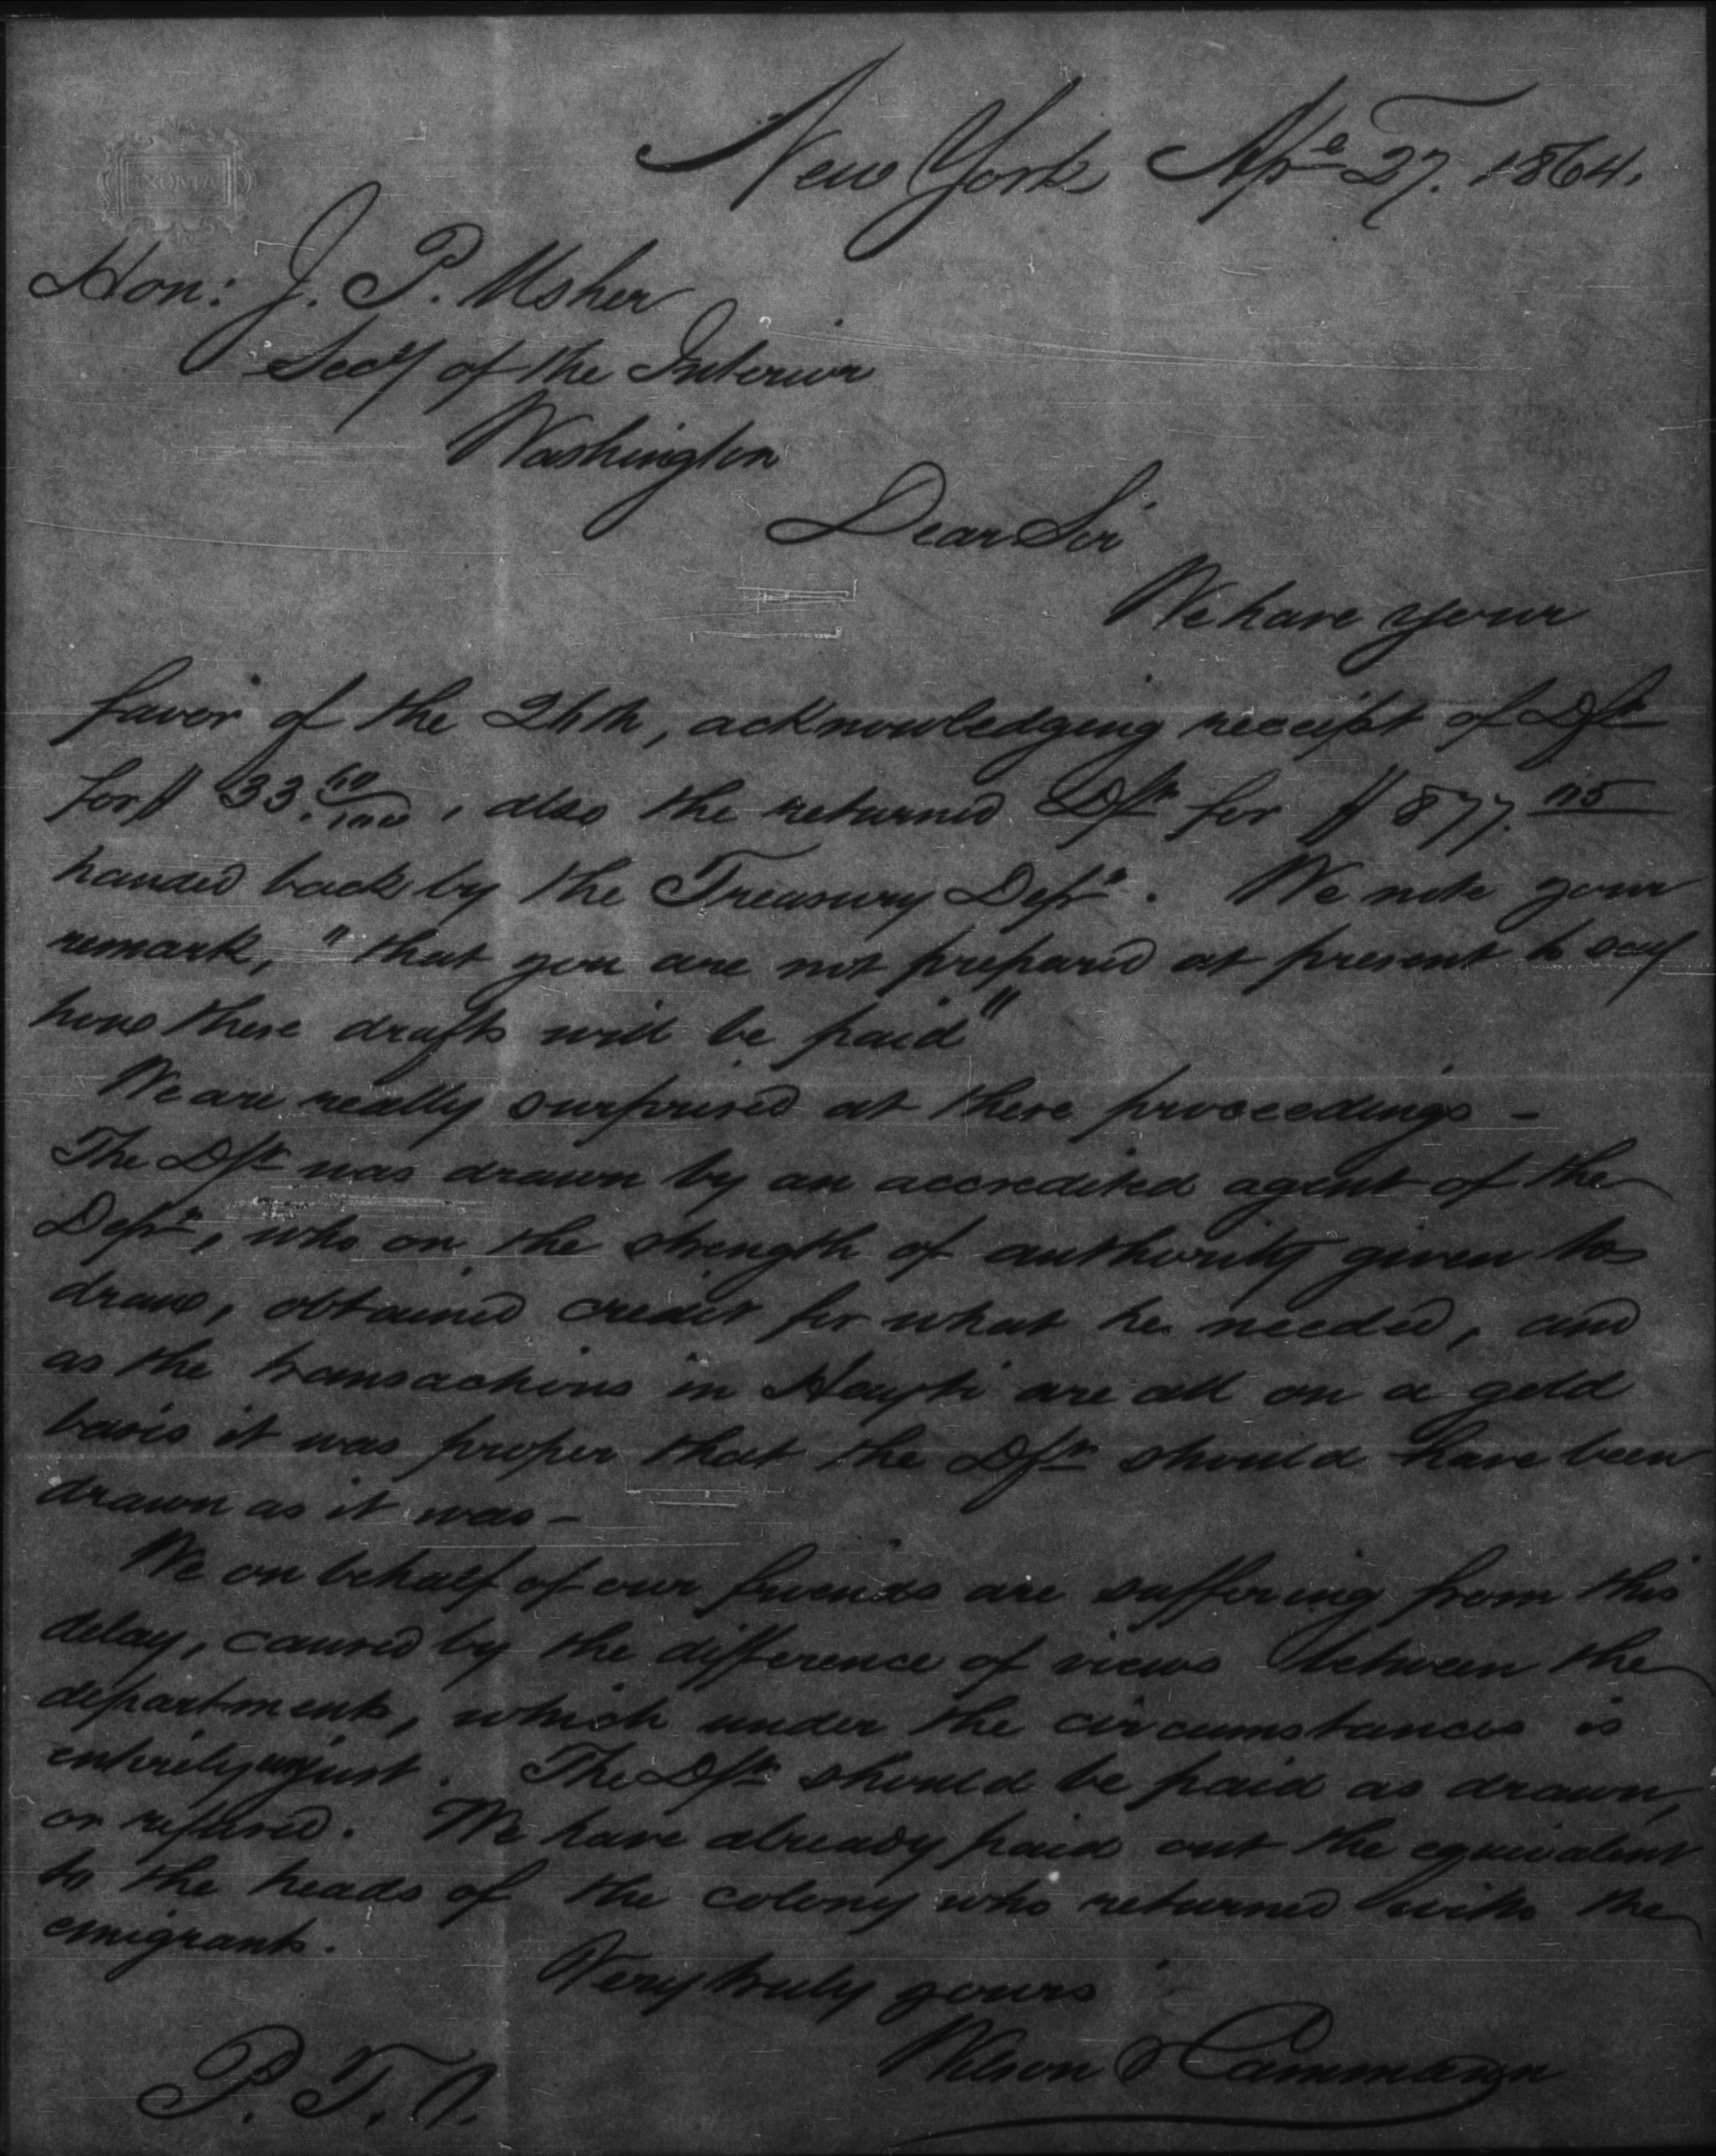 New York Apl 27. 1864.
Hon: J. P. Usher
Secy of the Interior
Washington
Dear Sir
We have your
favor of the 26th, acknowledging receipt of Dft
for $ 33. 60/100, also the returned Dft for $ 877.
handed back by the Treasury Dept. We note your
remark, "that you are not prepared at present to say
how these drafts will be paid"
We are really surprised at these proceedings -
The Dft was drawn by an accredited agent of the
Dept, who on the strength of authority given to
draw, obtained credit for what he needed, and
as the transactions in Hayti are all on a gold
basis it was proper that the Dft should have been
drawn as it was -
We on behalf of our friends are suffering from this
delay, caused by the difference of views between the
departments, which under the circumstances is
entirely unjust. The Dft should be paid as drawn,
or refused. We have already paid out the equivalent
to the heads of the colony who returned with the
emigrants.
Very truly yours
Wilson & Cammann
P. T. O.